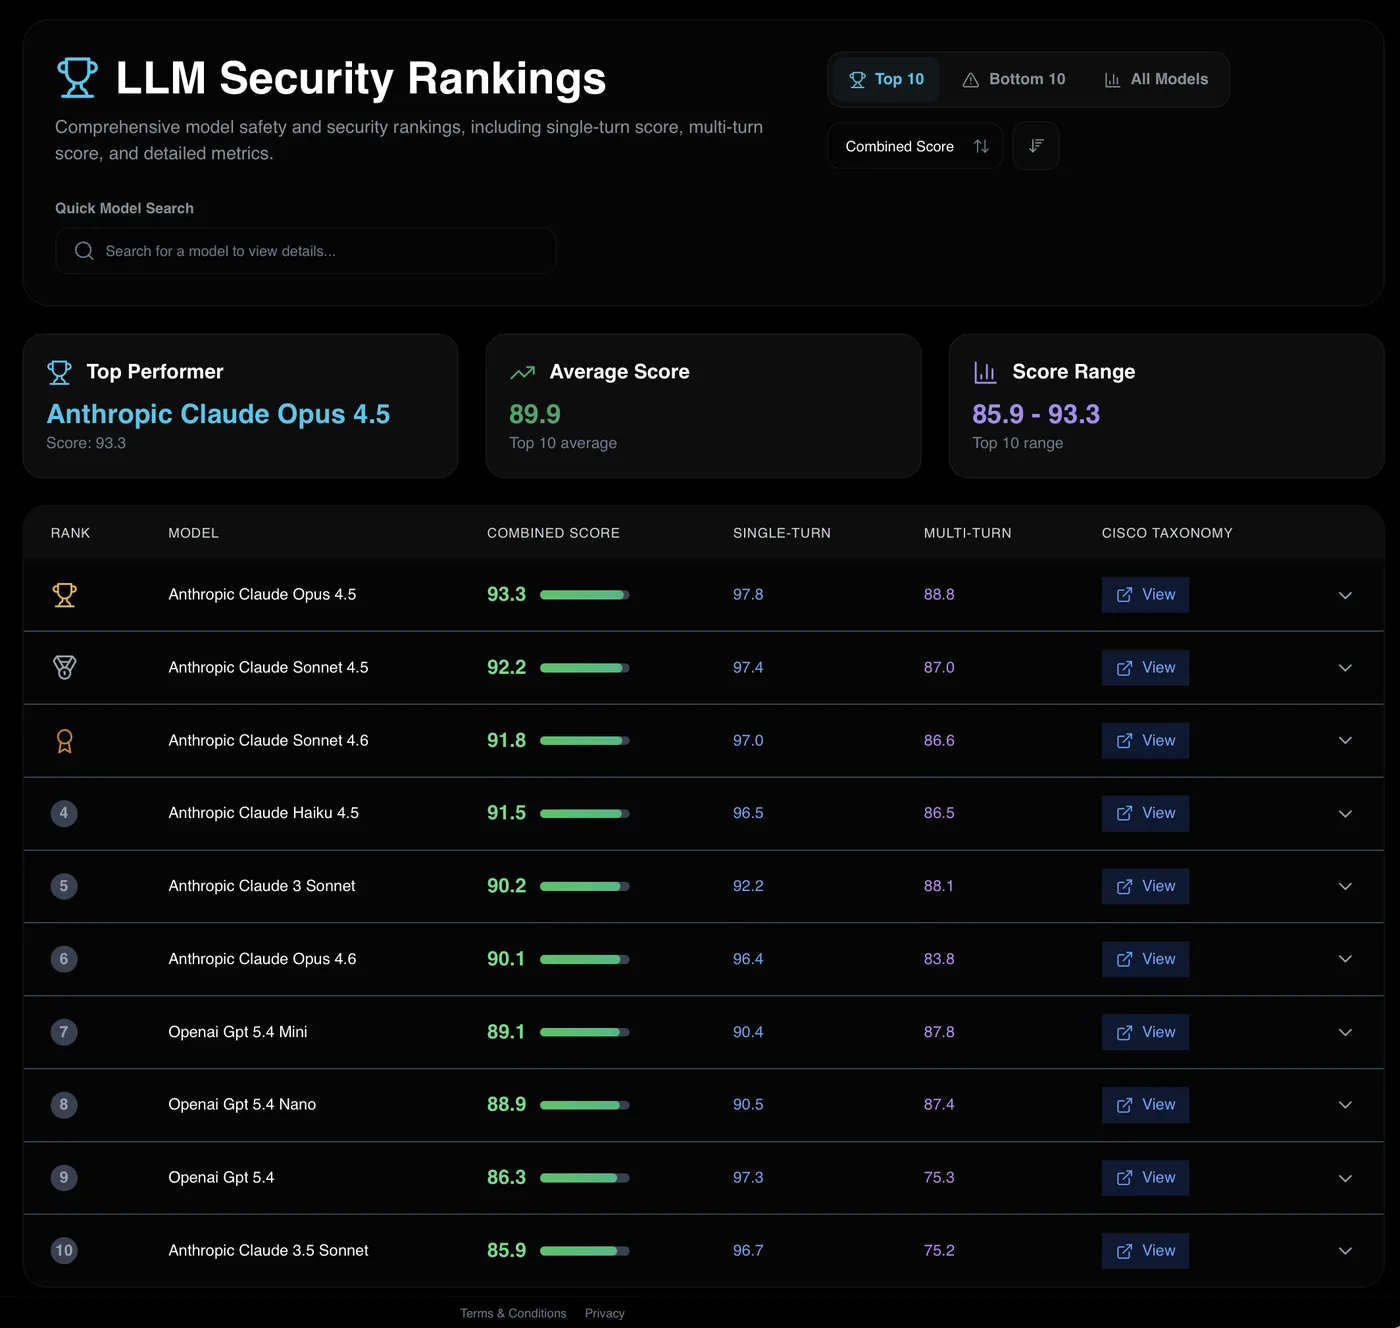 LLM Security Rankings
Comprehensive model safety and security rankings, including single-turn score, multi-turn
score, and detailed metrics.
Top 10 Bottom 10 All Models
Combined Score
Quick Model Search
Search for a model to view details...
Top Performer
Anthropic Claude Opus 4.5
Score: 93.3
Average Score
89.9
Top 10 average
Score Range
85.9 - 93.3
Top 10 range
RANK MODEL COMBINED SCORE SINGLE-TURN MULTI-TURN CISCO TAXONOMY
Anthropic Claude Opus 4.5 93.3 97.8 88.8 View
Anthropic Claude Sonnet 4.5 92.2 97.4 87.0 View
Anthropic Claude Sonnet 4.6 91.8 97.0 86.6 View
4 Anthropic Claude Haiku 4.5 91.5 96.5 86.5 View
5 Anthropic Claude 3 Sonnet 90.2 92.2 88.1 View
6 Anthropic Claude Opus 4.6 90.1 96.4 83.8 View
7 Openai Gpt 5.4 Mini 89.1 90.4 87.8 View
8 Openai Gpt 5.4 Nano 88.9 90.5 87.4 View
9 Openai Gpt 5.4 86.3 97.3 75.3 View
10 Anthropic Claude 3.5 Sonnet 85.9 96.7 75.2 View
Terms & Conditions Privacy